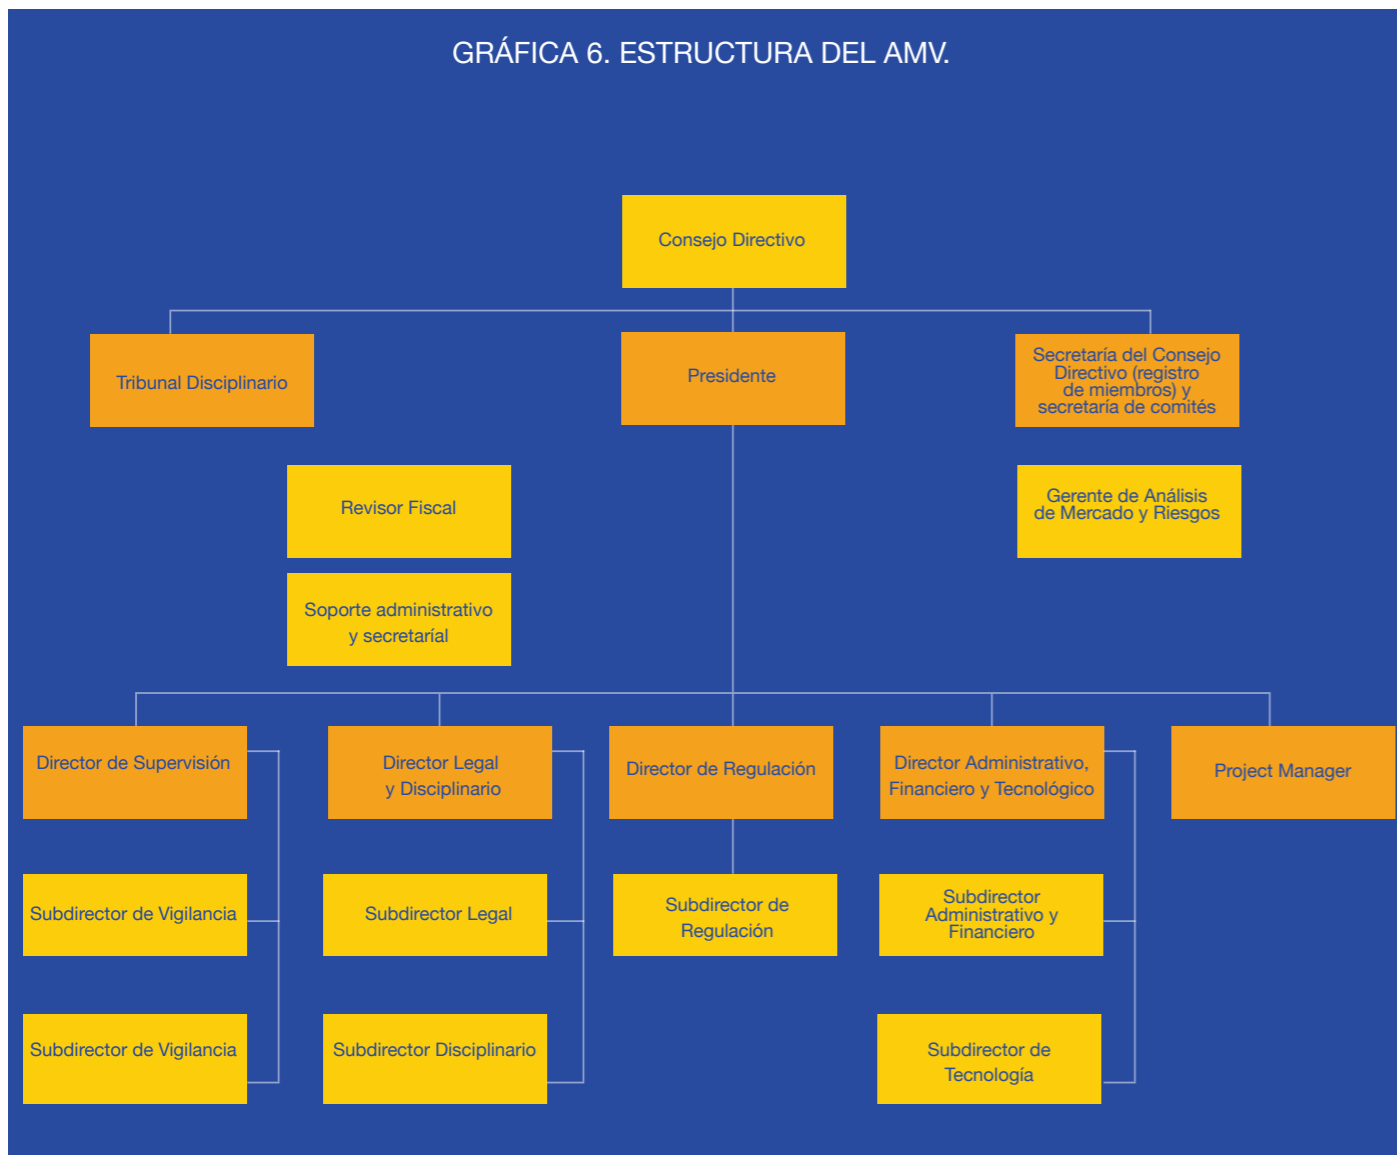 GRÁFICA 6. ESTRUCTURA DEL AMV.
Consejo Directivo
Tribunal Disciplinario
Presidente
Secretaría del Consejo
Directivo (registro
de miembros) y
secretaría de comités
Revisor Fiscal
Gerente de Análisis
de Mercado y Riesgos
Soporte administrativo
y secretaríal
Director de Supervisión
Director Legal
y Disciplinario
Director de Regulación
Director Administrativo,
Financiero y Tecnológico
Project Manager
Subdirector de Vigilancia
Subdirector Legal
Subdirector de
Regulación
Subdirector
Administrativo y
Financiero
Subdirector de Vigilancia
Subdirector Disciplinario
Subdirector de
Tecnología